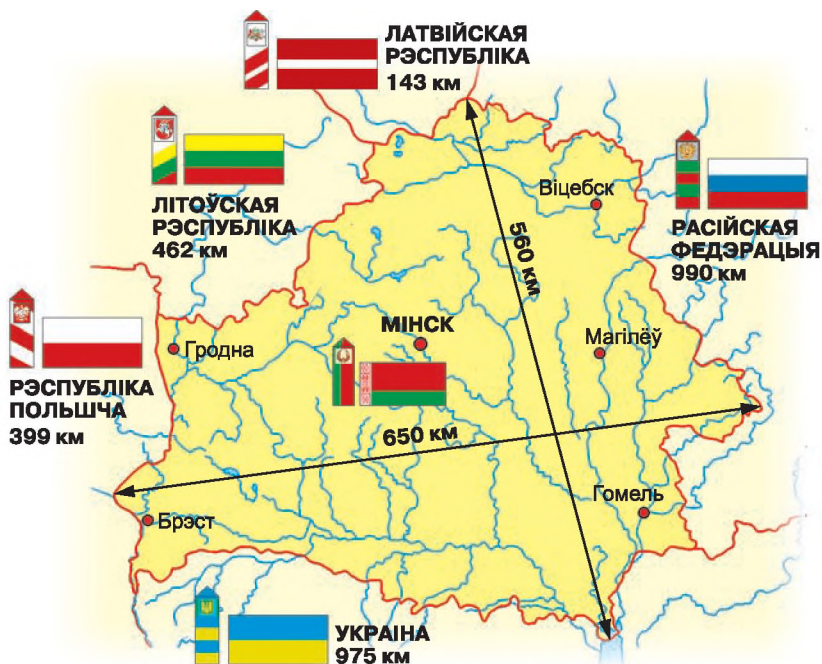 ЛАТВІЙСКАЯ
РЭСПУБЛІКА
143 км
ЛІТОЎСКАЯ
РЭСПУБЛІКА
462 км
Віцебск
РАСІЙСКАЯ
ФЕДЭРАЦЫЯ
990 км
560 км
МІНСК
Магілёў
Гродна
РЭСПУБЛІКА
ПОЛЬШЧА
399 км
650 км
Гомель
Брэст
УКРАІНА
975 км